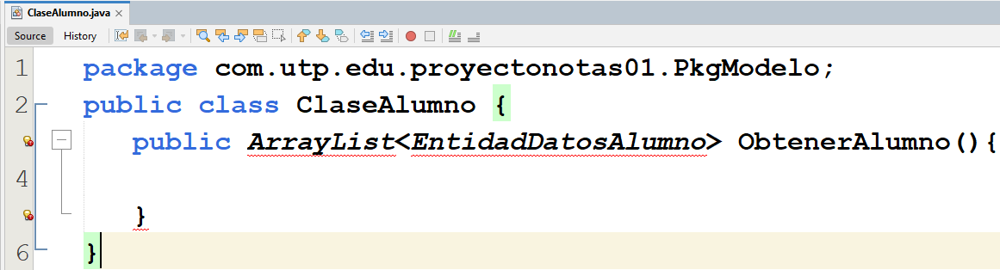 ClaseAlumno.java
Source History
1 package com.utp.edu.proyectonotas01.PkgModelo;
2 public class ClaseAlumno {
public ArrayList<EntidadDatosAlumno> ObtenerAlumno(){
4
}
6 }